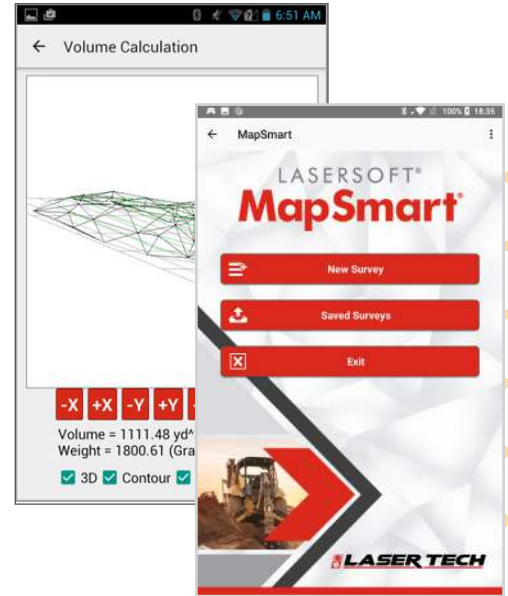 6:51 AM
Volume Calculation
-X +X -Y +Y
Volume = 1111.48 yd^
Weight = 1800.61 (Gra
3D Contour
100% 18:35
MapSmart
LASERSOFT®
MapSmart®
New Survey
Saved Surveys
Exit
LASER TECH